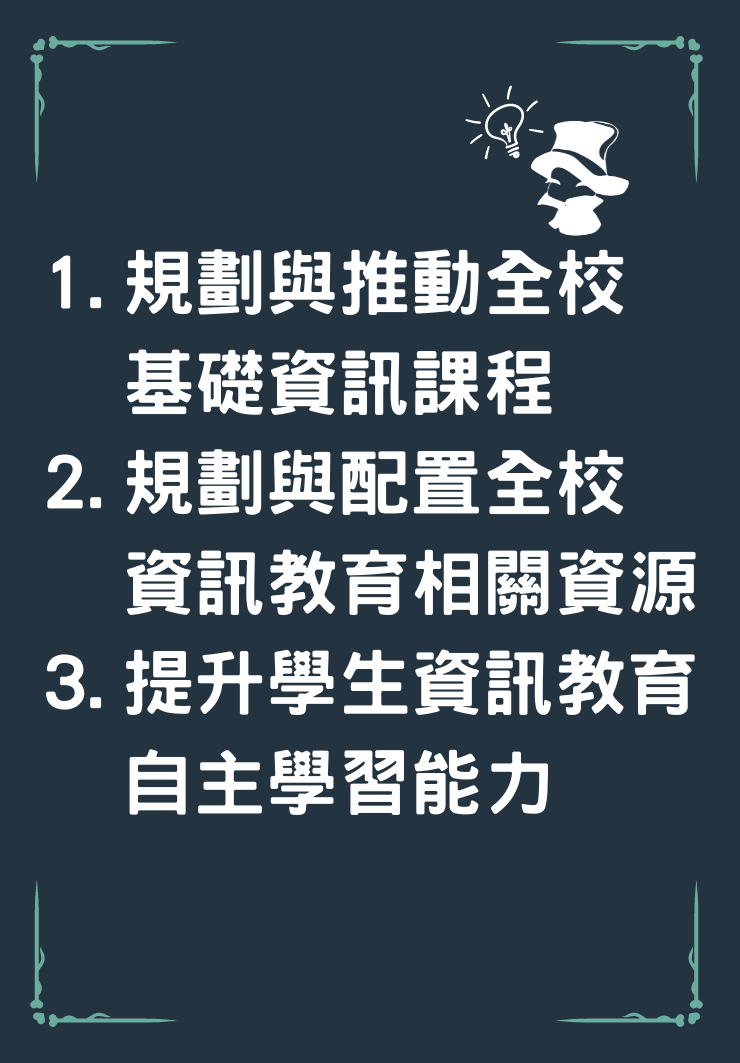 1. 規劃與推動全校
基礎資訊課程
2. 規劃與配置全校
資訊教育相關資源
3. 提升學生資訊教育
自主學習能力